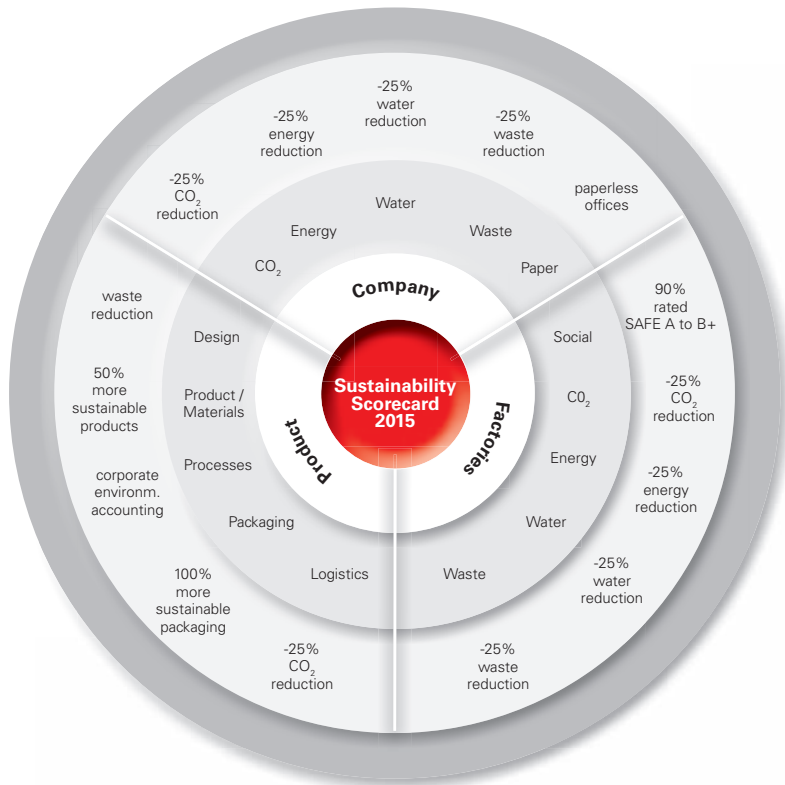 -25%
water
reduction
-25%
energy
reduction
-25%
waste
reduction
-25%
CO₂
reduction
paperless
offices
Water
Energy
Waste
CO₂
Paper
Company
waste
reduction
50%
more
sustainable
products
corporate
environm.
accounting
100%
more
sustainable
packaging
-25%
CO₂
reduction
Design
Product /
Materials
Processes
Packaging
Logistics
Product
Sustainability
Scorecard
2015
Factories
Social
C0₂
Energy
Water
Waste
90%
rated
SAFE A to B+
-25%
CO₂
reduction
-25%
energy
reduction
-25%
water
reduction
-25%
waste
reduction